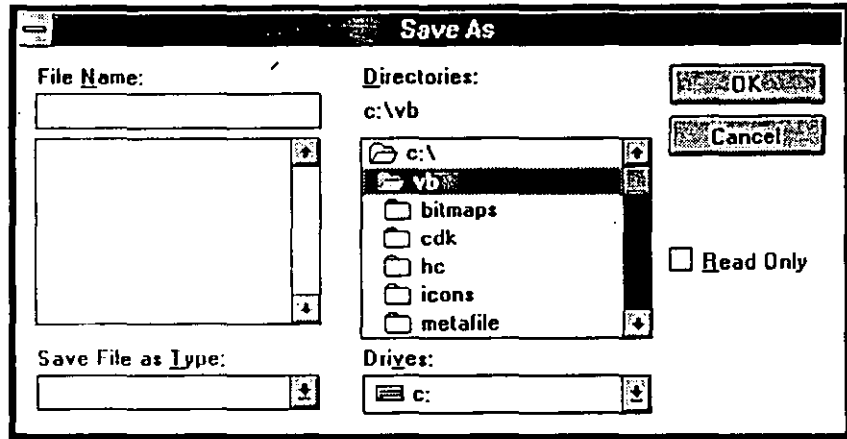 Save As
File Name:
Directories:
c:\vb
OK
Cancel
c:\
vb
bitmaps
cdk
hc
icons
metafile
Read Only
Save File as Type:
Drives:
c: